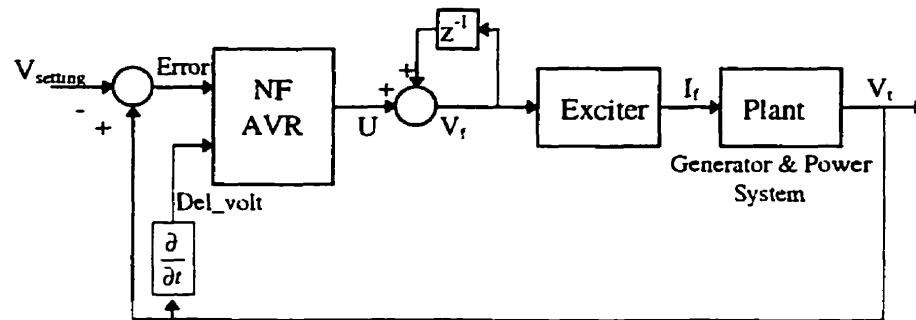 z⁻¹
V_setting
Error
-
+
NF
AVR
U
+
+
V_f
Exciter
I_f
Plant
V_t
Generator & Power
System
Del_volt
∂
∂t